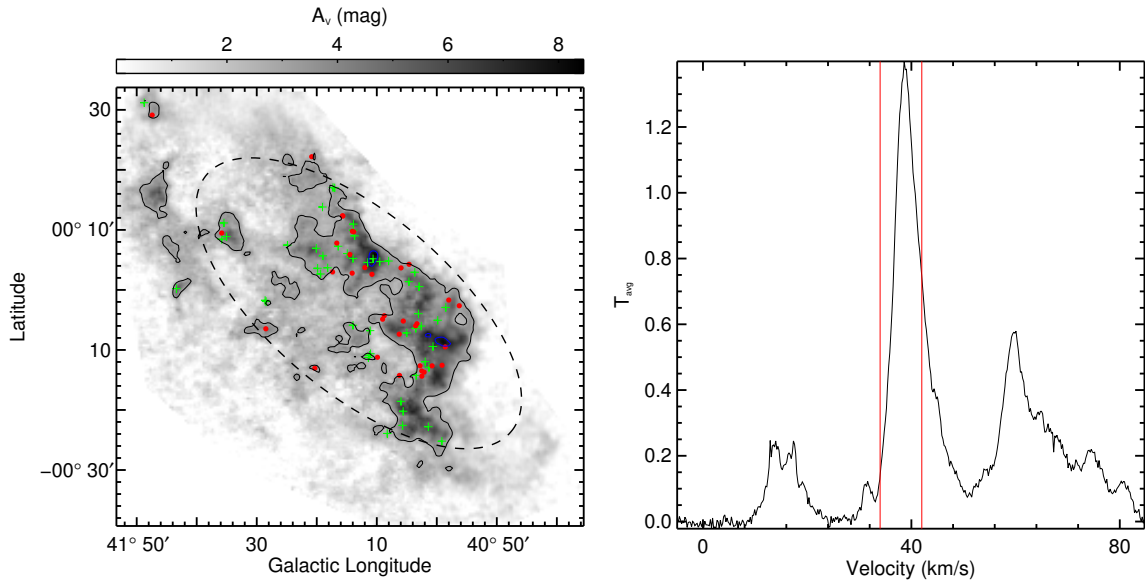 A_v (mag)
2 4 6 8
30
00° 10′
10
−00° 30′
Latitude
41° 50′ 30 10 40° 50′
Galactic Longitude
1.2
1.0
0.8
0.6
0.4
0.2
0.0
T_avg
0 40 80
Velocity (km/s)